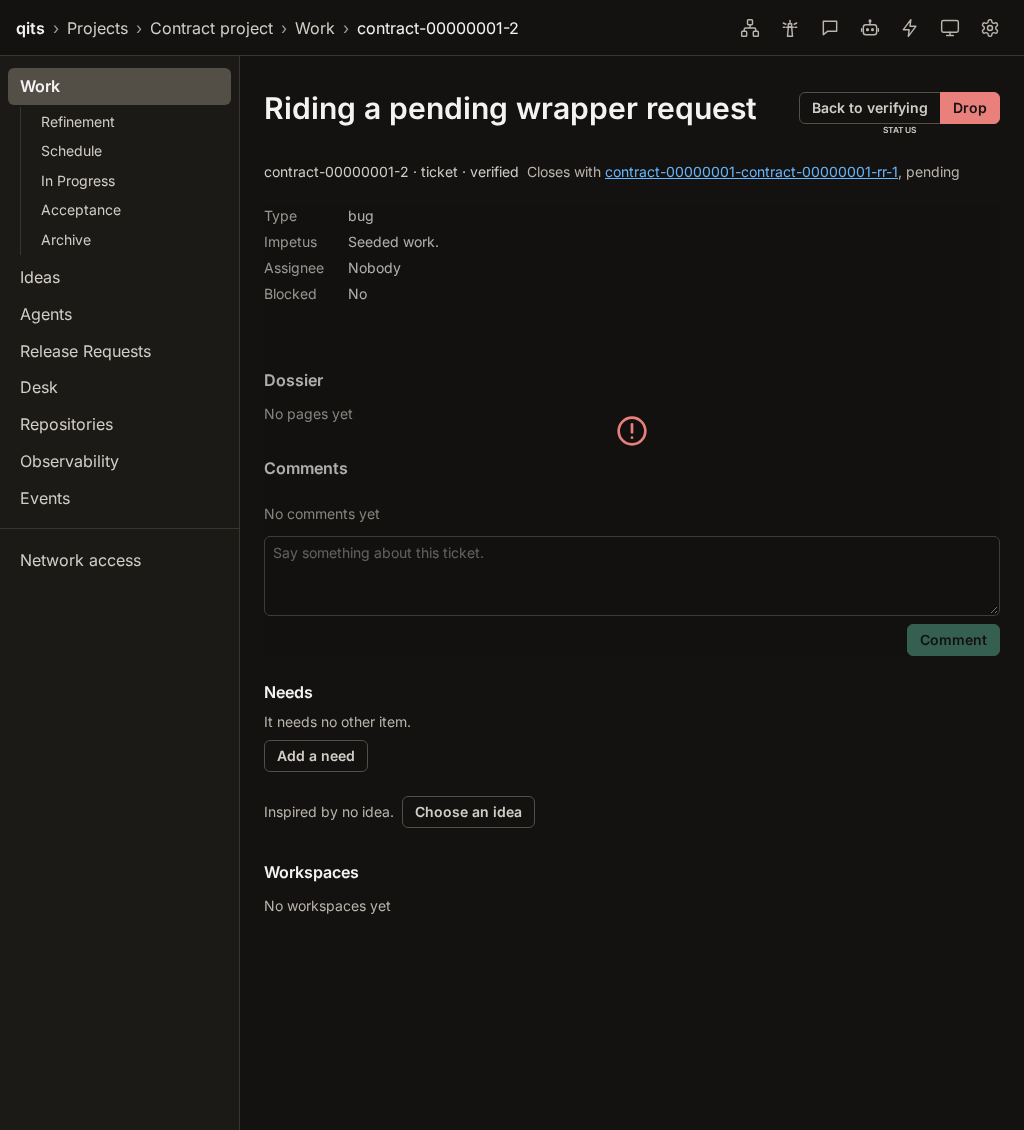 qits › Projects › Contract project › Work › contract-00000001-2
Work
Refinement
Schedule
In Progress
Acceptance
Archive
Ideas
Agents
Release Requests
Desk
Repositories
Observability
Events
Network access
Riding a pending wrapper request
Back to verifying
Drop
STATUS
contract-00000001-2 · ticket · verified Closes with contract-00000001-contract-00000001-rr-1, pending
Type bug
Impetus Seeded work.
Assignee Nobody
Blocked No
Dossier
No pages yet
Comments
No comments yet
Say something about this ticket.
Comment
Needs
It needs no other item.
Add a need
Inspired by no idea. Choose an idea
Workspaces
No workspaces yet